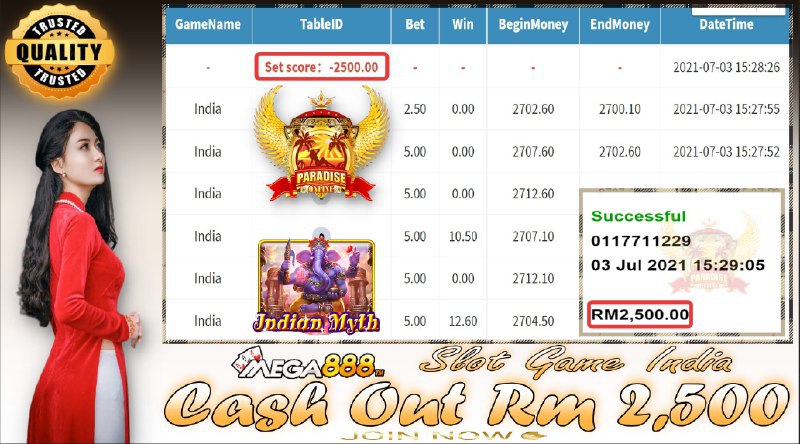 TRUSTED
QUALITY
TRUSTED
GameName TableID Bet Win BeginMoney EndMoney DateTime
- Set score: -2500.00 - - - - 2021-07-03 15:28:26
India 2.50 0.00 2702.60 2700.10 2021-07-03 15:27:55
India 5.00 0.00 2707.60 2702.60 2021-07-03 15:27:52
India 5.00 0.00 2712.60
India 5.00 10.50 2707.10
India 5.00 0.00 2712.10
India 5.00 12.60 2704.50
PARADISE
ONLINE
Indian Myth
Successful
0117711229
03 Jul 2021 15:29:05
RM2,500.00
MEGA888™ Slot Game India
Cash Out Rm 2,500
JOIN NOW